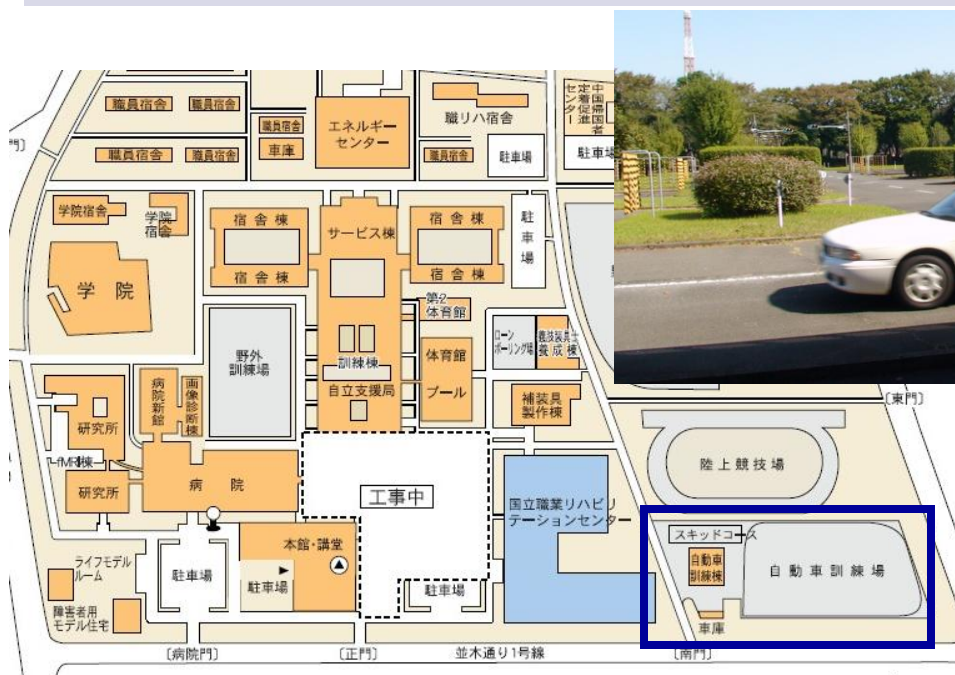 職員宿舎
職員宿舎
職員宿舎
職員宿舎
職員宿舎
車庫
エネルギー
センター
職リハ宿舎
職員宿舎
駐車場
中国帰国者
定着促進
センター
駐車場
門〕
学院宿舎
学院
宿舎
宿舎棟
宿舎棟
サービス棟
宿舎棟
宿舎棟
駐車場
学院
第2
体育館
野外
訓練場
訓練棟
自立支援局
体育館
プール
ローン
ボーリング場
義肢装具士
養成棟
補装具
製作棟
〔東門〕
病院新館
画像診断棟
研究所
fMRI棟
研究所
病院
工事中
国立職業リハビリ
テーションセンター
陸上競技場
スキッドコース
自動車
訓練棟
自動車訓練場
車庫
ライフモデル
ルーム
障害者用
モデル住宅
駐車場
本館・講堂
駐車場
駐車場
〔病院門〕
〔正門〕
並木通り1号線
〔南門〕